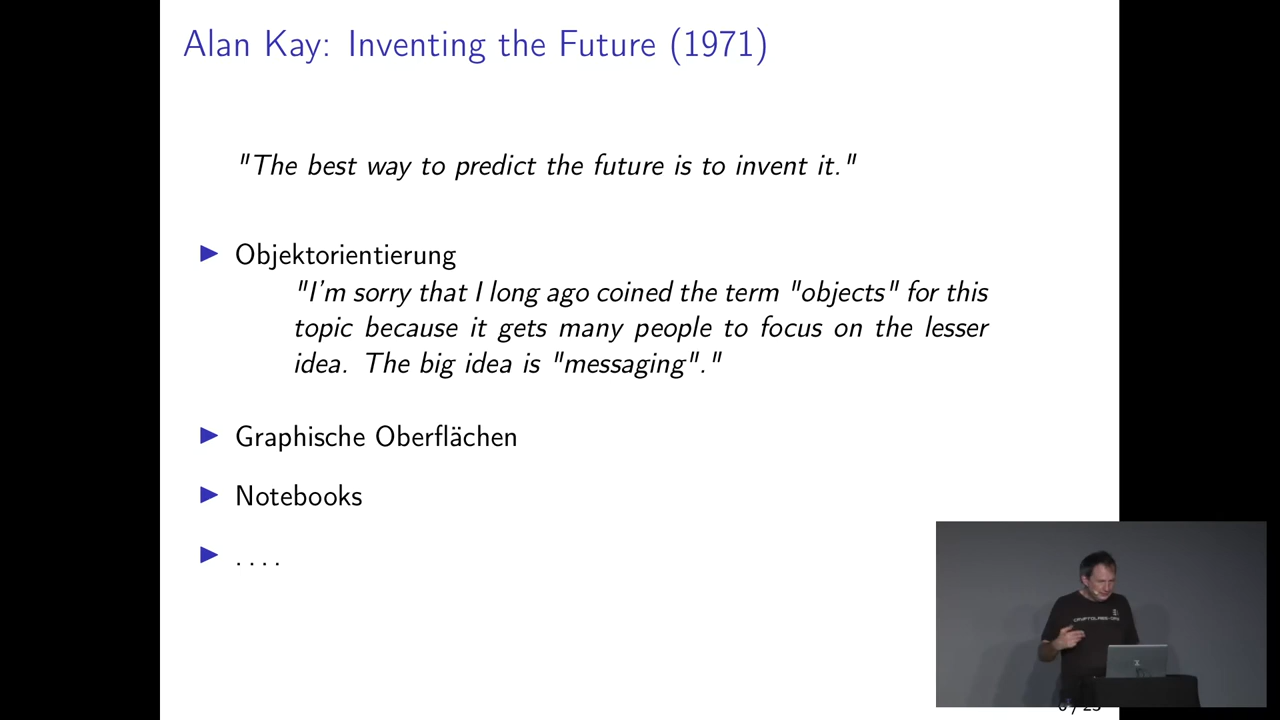 Alan Kay: Inventing the Future (1971)
"The best way to predict the future is to invent it."
Objektorientierung
"I'm sorry that I long ago coined the term "objects" for this
topic because it gets many people to focus on the lesser
idea. The big idea is "messaging"."
Graphische Oberflächen
Notebooks
. . . .